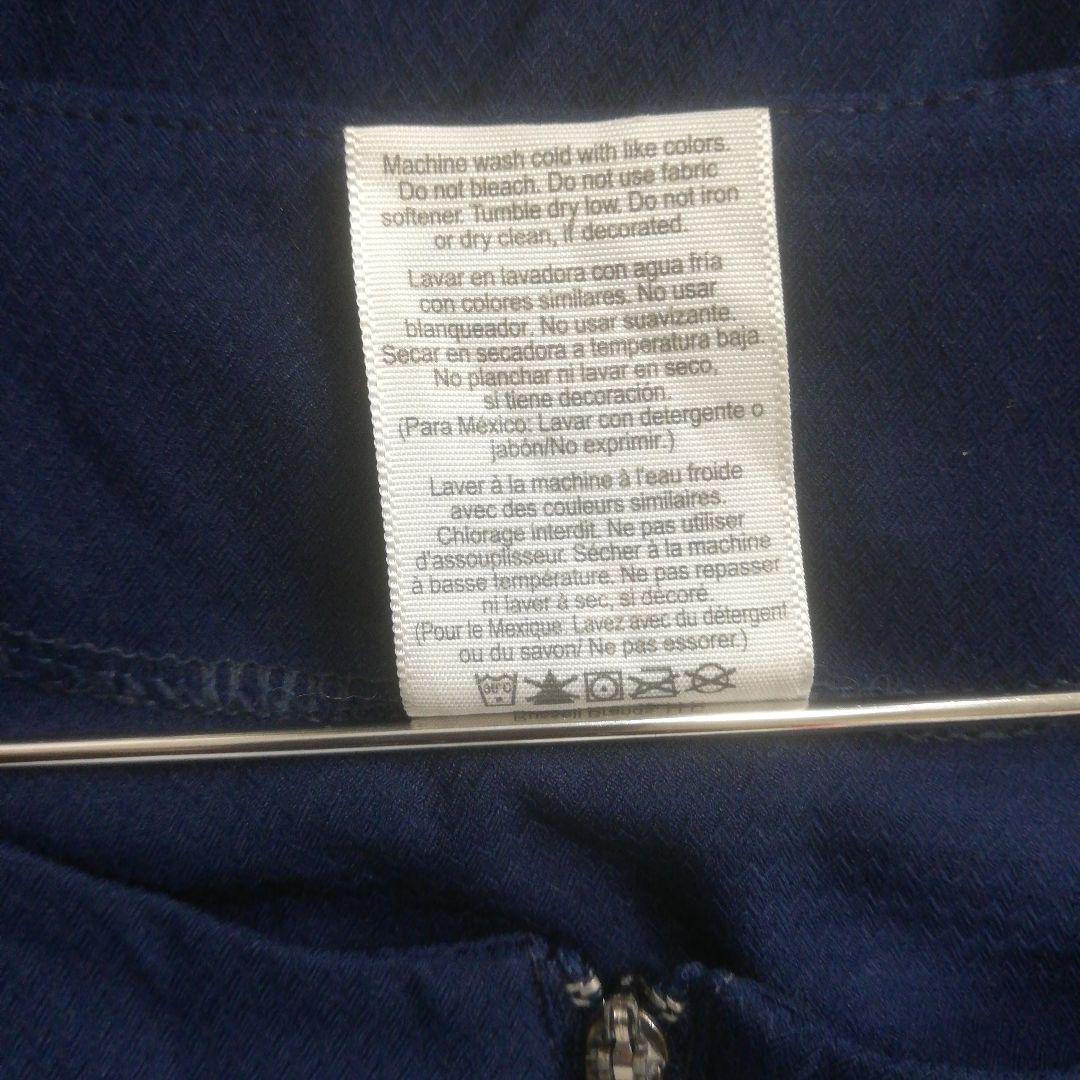 Machine wash cold with like colors.
Do not bleach. Do not use fabric
softener. Tumble dry low. Do not iron
or dry clean, if decorated.
Lavar en lavadora con agua fría
con colores similares. No usar
blanqueador. No usar suavizante.
Secar en secadora a temperatura baja.
No planchar ni lavar en seco,
si tiene decoración.
(Para México: Lavar con detergente o
jabón/No exprimir.)
Laver à la machine à l'eau froide
avec des couleurs similaires.
Chlorage interdit. Ne pas utiliser
d'assouplisseur. Sécher à la machine
à basse température. Ne pas repasser
ni laver à sec, si décoré.
(Pour le Mexique: Lavez avec du détergent
ou du savon/ Ne pas essorer.)
30°C